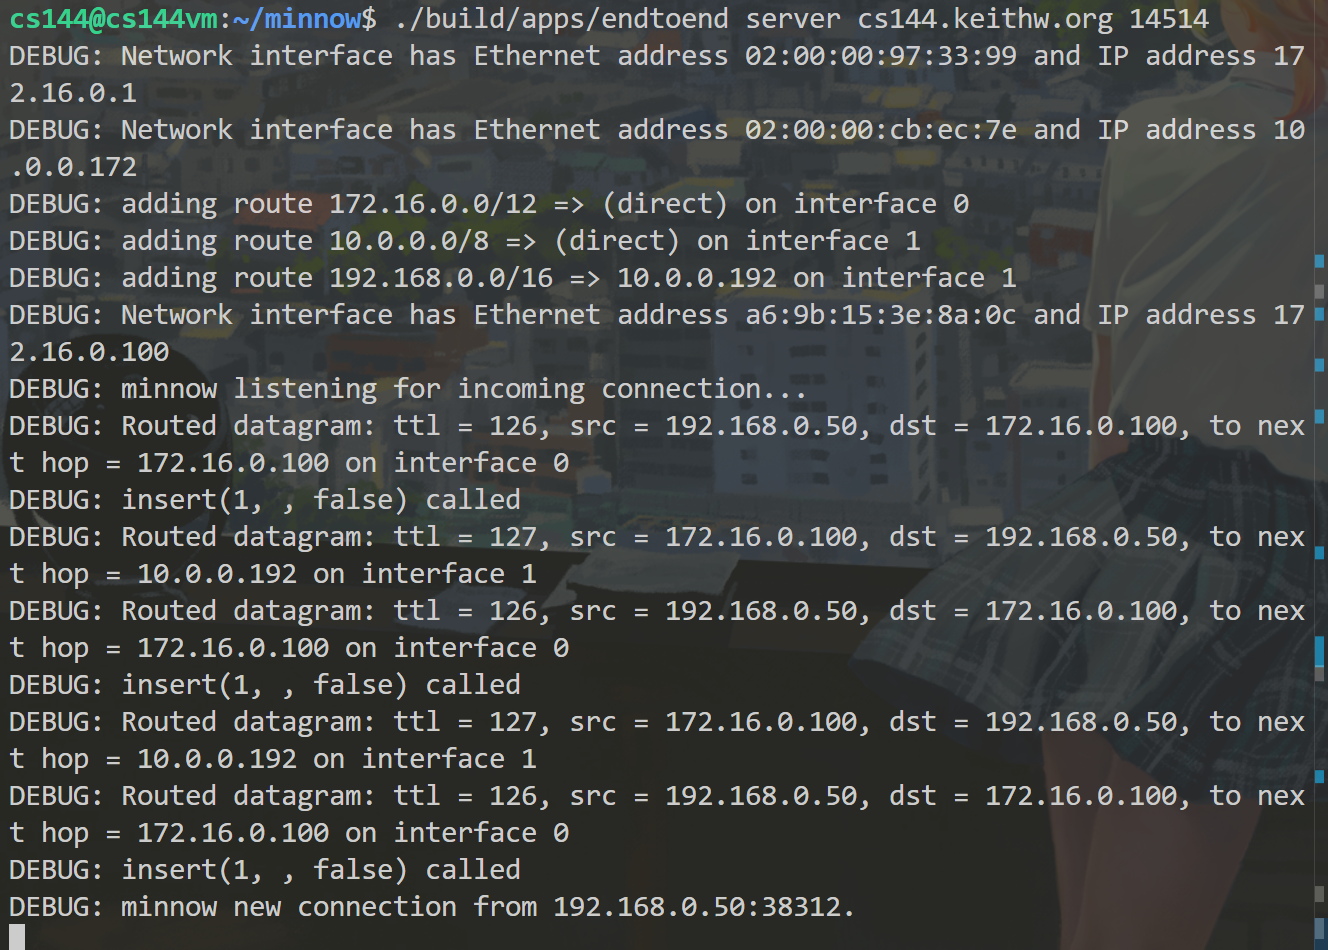 cs144@cs144vm:~/minnow$ ./build/apps/endtoend server cs144.keithw.org 14514
DEBUG: Network interface has Ethernet address 02:00:00:97:33:99 and IP address 17
2.16.0.1
DEBUG: Network interface has Ethernet address 02:00:00:cb:ec:7e and IP address 10
.0.0.172
DEBUG: adding route 172.16.0.0/12 => (direct) on interface 0
DEBUG: adding route 10.0.0.0/8 => (direct) on interface 1
DEBUG: adding route 192.168.0.0/16 => 10.0.0.192 on interface 1
DEBUG: Network interface has Ethernet address a6:9b:15:3e:8a:0c and IP address 17
2.16.0.100
DEBUG: minnow listening for incoming connection...
DEBUG: Routed datagram: ttl = 126, src = 192.168.0.50, dst = 172.16.0.100, to nex
t hop = 172.16.0.100 on interface 0
DEBUG: insert(1, , false) called
DEBUG: Routed datagram: ttl = 127, src = 172.16.0.100, dst = 192.168.0.50, to nex
t hop = 10.0.0.192 on interface 1
DEBUG: Routed datagram: ttl = 126, src = 192.168.0.50, dst = 172.16.0.100, to nex
t hop = 172.16.0.100 on interface 0
DEBUG: insert(1, , false) called
DEBUG: Routed datagram: ttl = 127, src = 172.16.0.100, dst = 192.168.0.50, to nex
t hop = 10.0.0.192 on interface 1
DEBUG: Routed datagram: ttl = 126, src = 192.168.0.50, dst = 172.16.0.100, to nex
t hop = 172.16.0.100 on interface 0
DEBUG: insert(1, , false) called
DEBUG: minnow new connection from 192.168.0.50:38312.